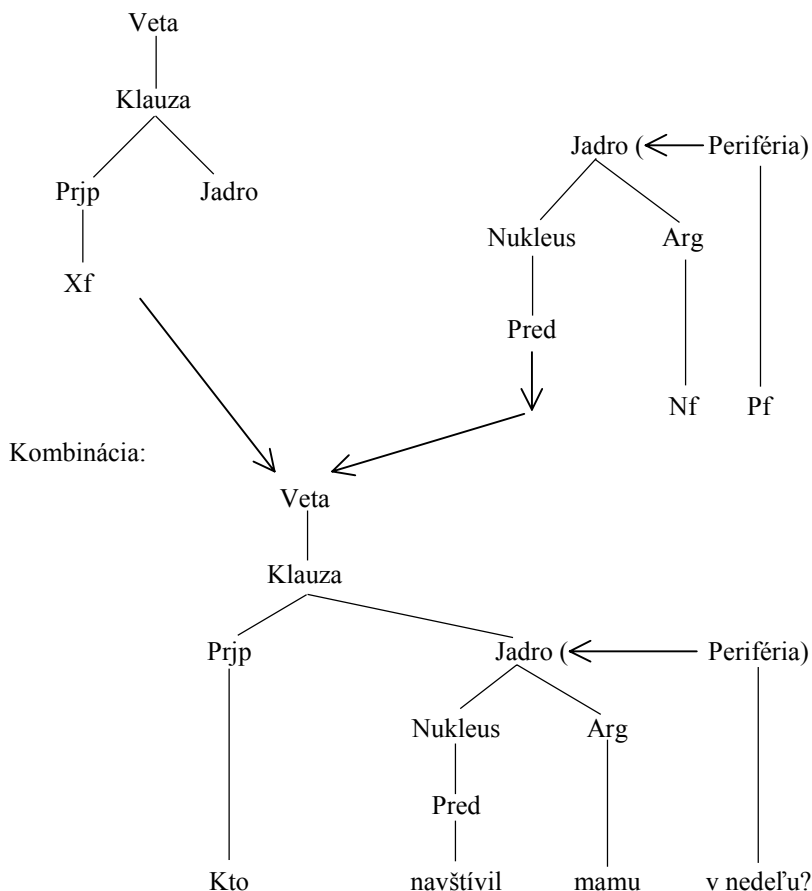 Veta
Klauza
Jadro ( Periféria)
Prjp Jadro
Nukleus Arg
Xf
Pred
Nf Pf
Kombinácia:
Veta
Klauza
Prjp Jadro ( Periféria)
Nukleus Arg
Pred
Kto navštívil mamu v nedeľu?